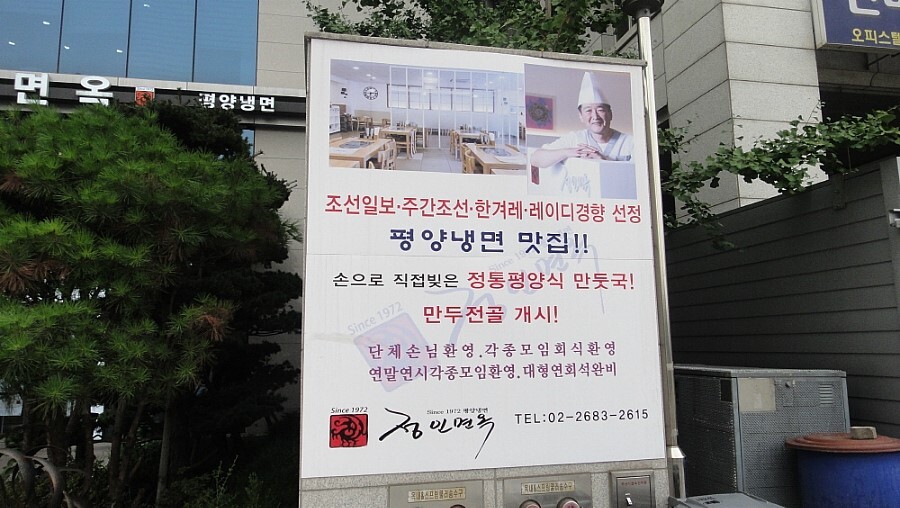 면옥 평양냉면
오피스텔
조선일보·주간조선·한겨레·레이디경향 선정
평양냉면 맛집!!
손으로 직접빚은 정통평양식 만둣국!
만두전골 개시!
단체손님환영.각종모임회식환영
연말연시각종모임환영.대형연회석완비
Since 1972
Since 1972
Since 1972 평양냉면
정인면옥
TEL:02-2683-2615